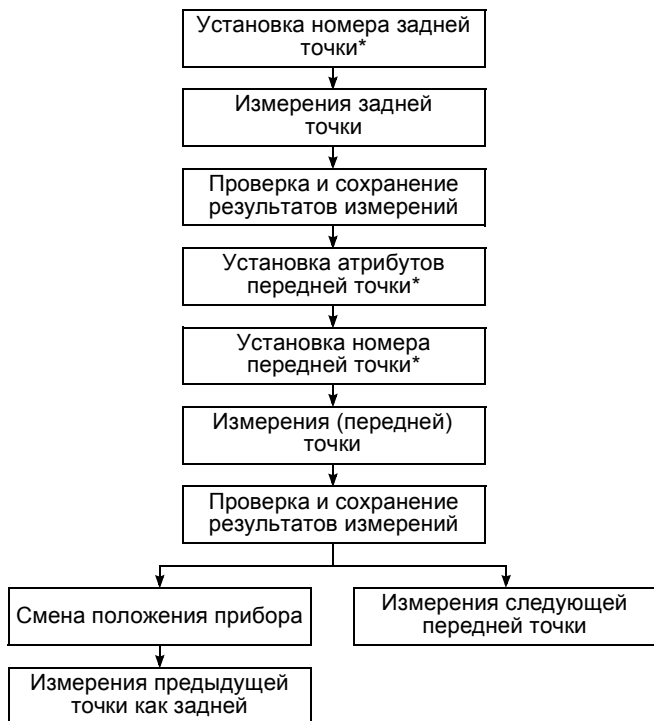 Установка номера задней
точки*
Измерения задней
точки
Проверка и сохранение
результатов измерений
Установка атрибутов
передней точки*
Установка номера
передней точки*
Измерения (передней)
точки
Проверка и сохранение
результатов измерений
Смена положения прибора
Измерения следующей
передней точки
Измерения предыдущей
точки как задней